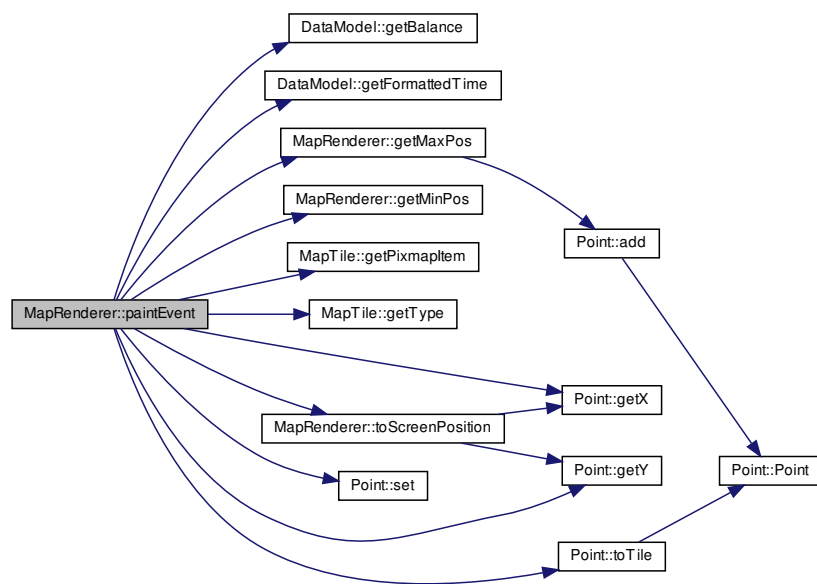 DataModel::getBalance
DataModel::getFormattedTime
MapRenderer::getMaxPos
MapRenderer::getMinPos
Point::add
MapTile::getPixmapItem
MapRenderer::paintEvent
MapTile::getType
Point::getX
MapRenderer::toScreenPosition
Point::getY
Point::Point
Point::set
Point::toTile